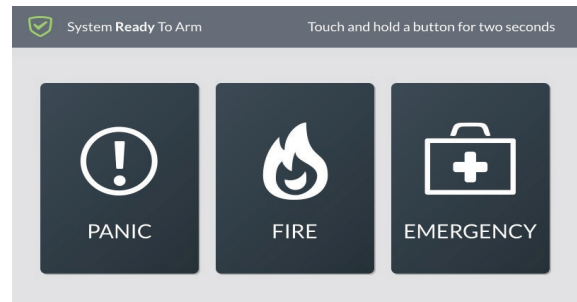 System Ready To Arm
Touch and hold a button for two seconds
PANIC
FIRE
EMERGENCY